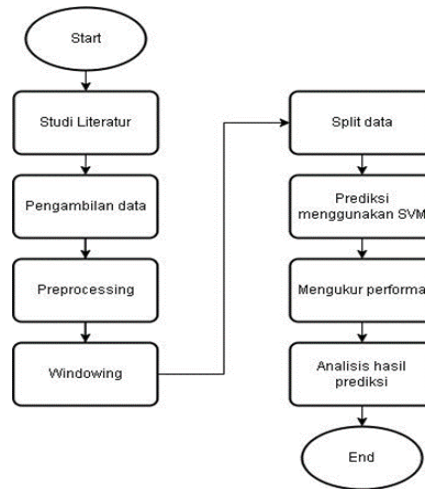 Start
Studi Literatur
Pengambilan data
Preprocessing
Windowing
Split data
Prediksi
menggunakan SVM
Mengukur performa
Analisis hasil
prediksi
End